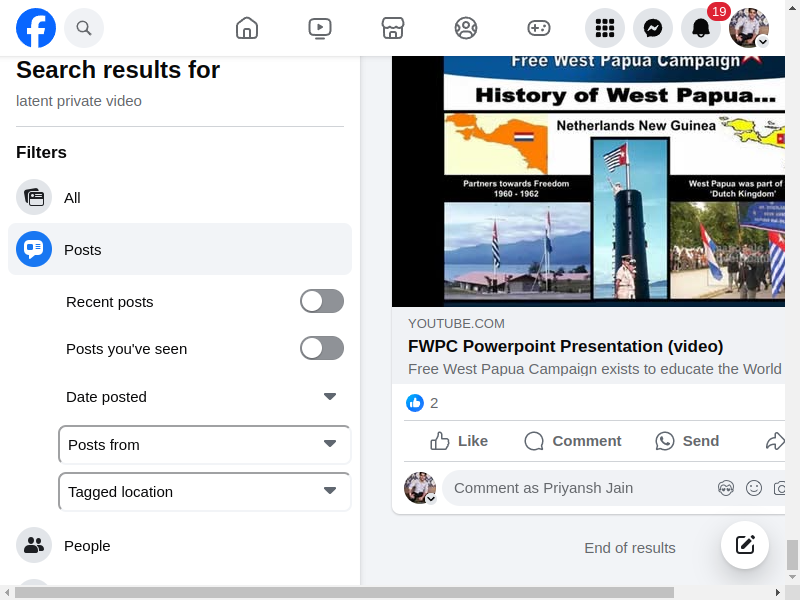 19
Search results for
latent private video
Filters
All
Posts
Recent posts
Posts you've seen
Date posted
Posts from
Tagged location
People
Free West Papua Campaign
History of West Papua...
Netherlands New Guinea
Partners towards Freedom
1960 - 1962
West Papua was part of
'Dutch Kingdom'
YOUTUBE.COM
FWPC Powerpoint Presentation (video)
Free West Papua Campaign exists to educate the World
2
Like
Comment
Send
Comment as Priyansh Jain
End of results